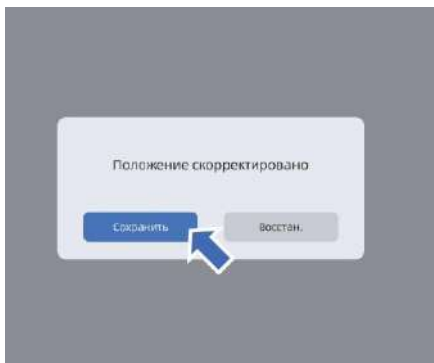 Положение скорректировано
Сохранить
Восстан.